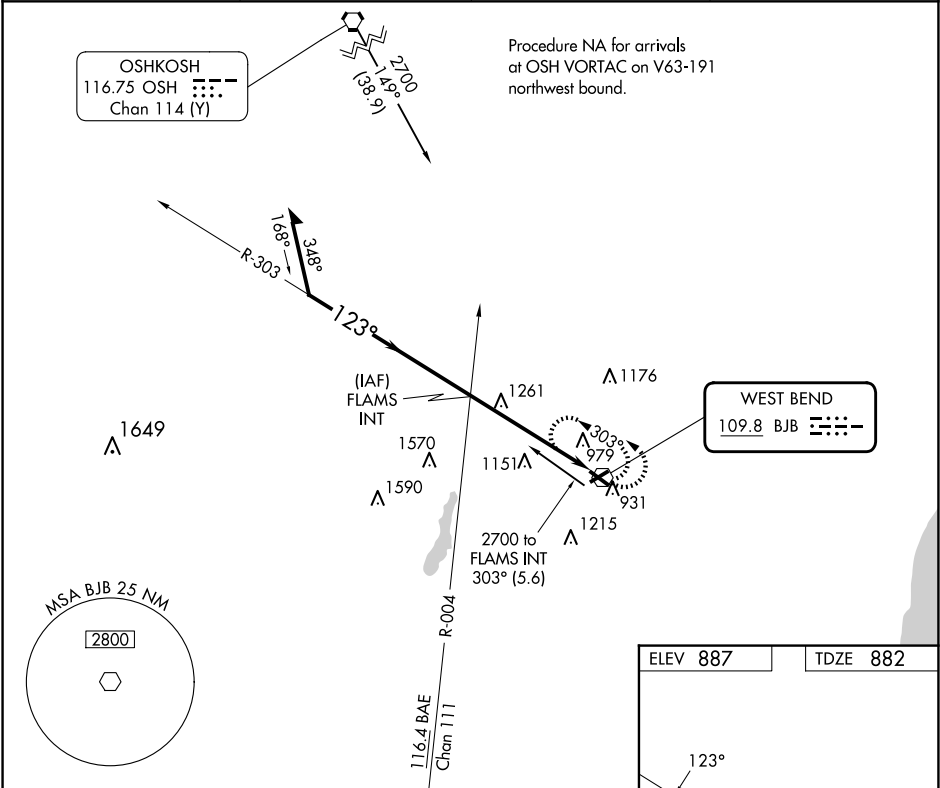 OSHKOSH
116.75 OSH
Chan 114 (Y)
2700
149°
(38.9)
Procedure NA for arrivals
at OSH VORTAC on V63-191
northwest bound.
R-303
168°
348°
123°
(IAF)
FLAMS
INT
1261
1176
WEST BEND
109.8 BJB
1649
1570
1590
1151
303°
979
931
1215
2700 to
FLAMS INT
303° (5.6)
R-004
116.4 BAE
Chan 111
MSA BJB 25 NM
2800
ELEV 887
TDZE 882
123°